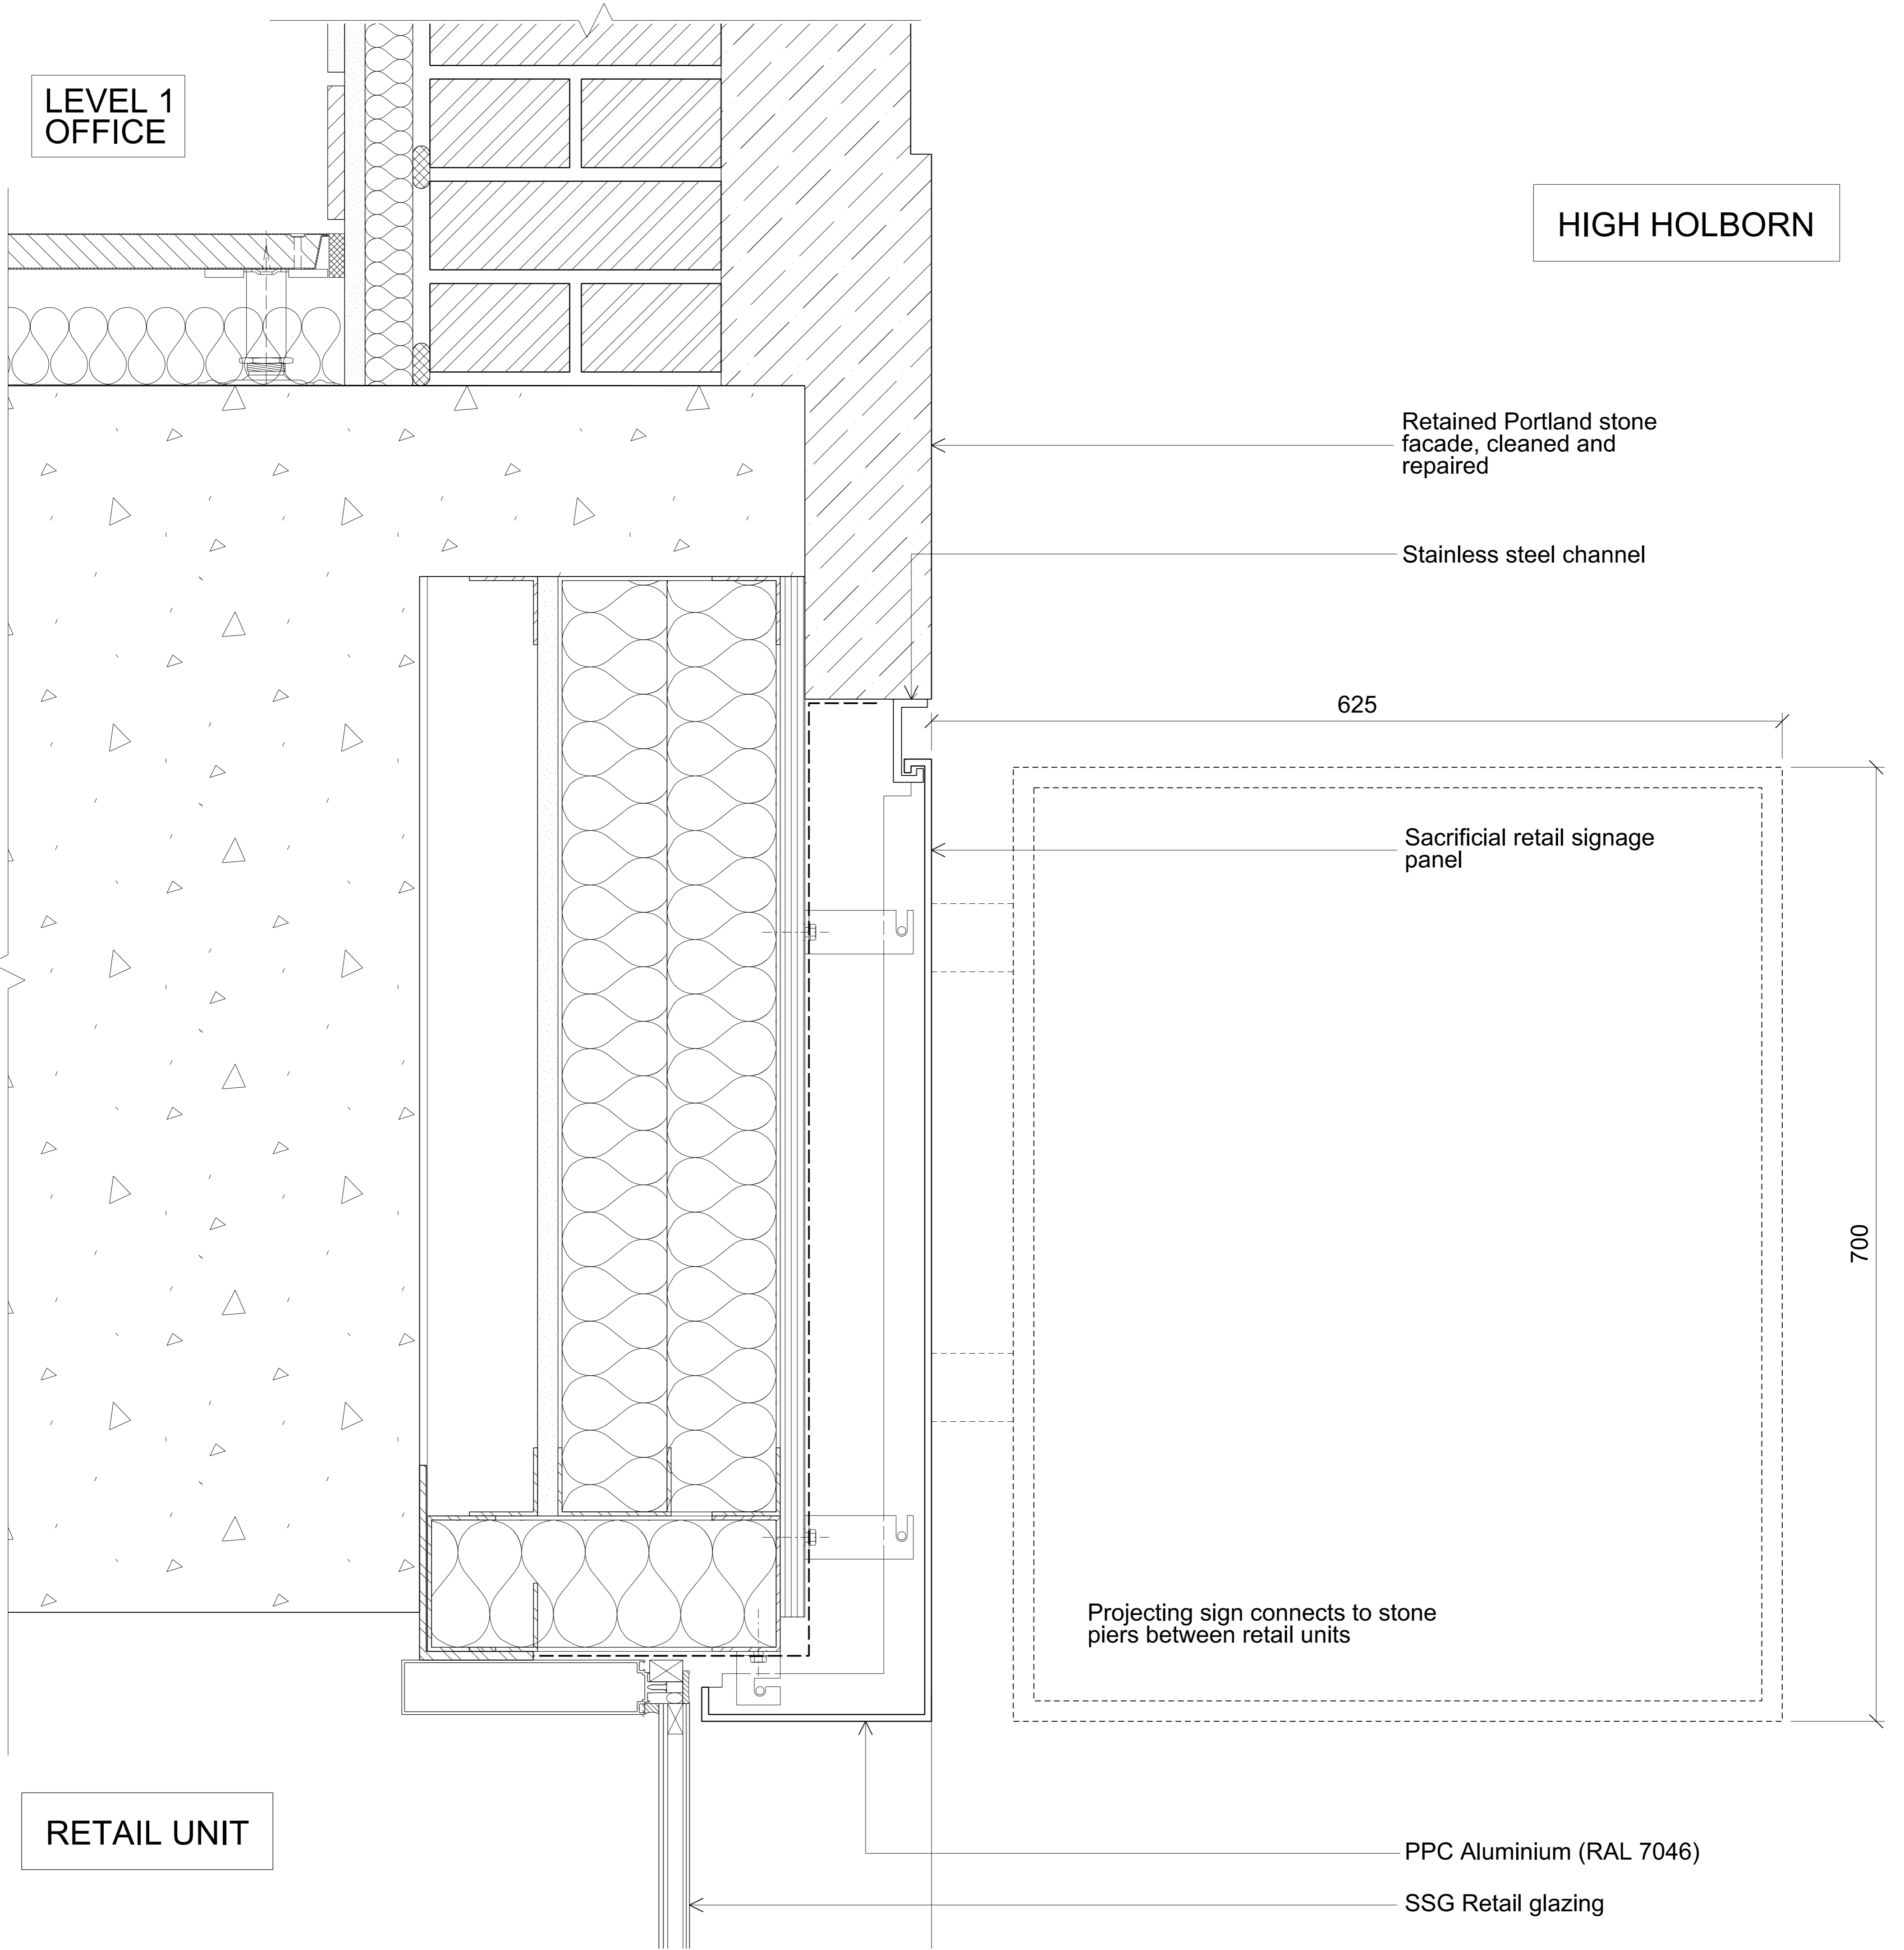 LEVEL 1
OFFICE
HIGH HOLBORN
Retained Portland stone
facade, cleaned and
repaired
Stainless steel channel
625
Sacrificial retail signage
panel
700
Projecting sign connects to stone
piers between retail units
RETAIL UNIT
PPC Aluminium (RAL 7046)
SSG Retail glazing